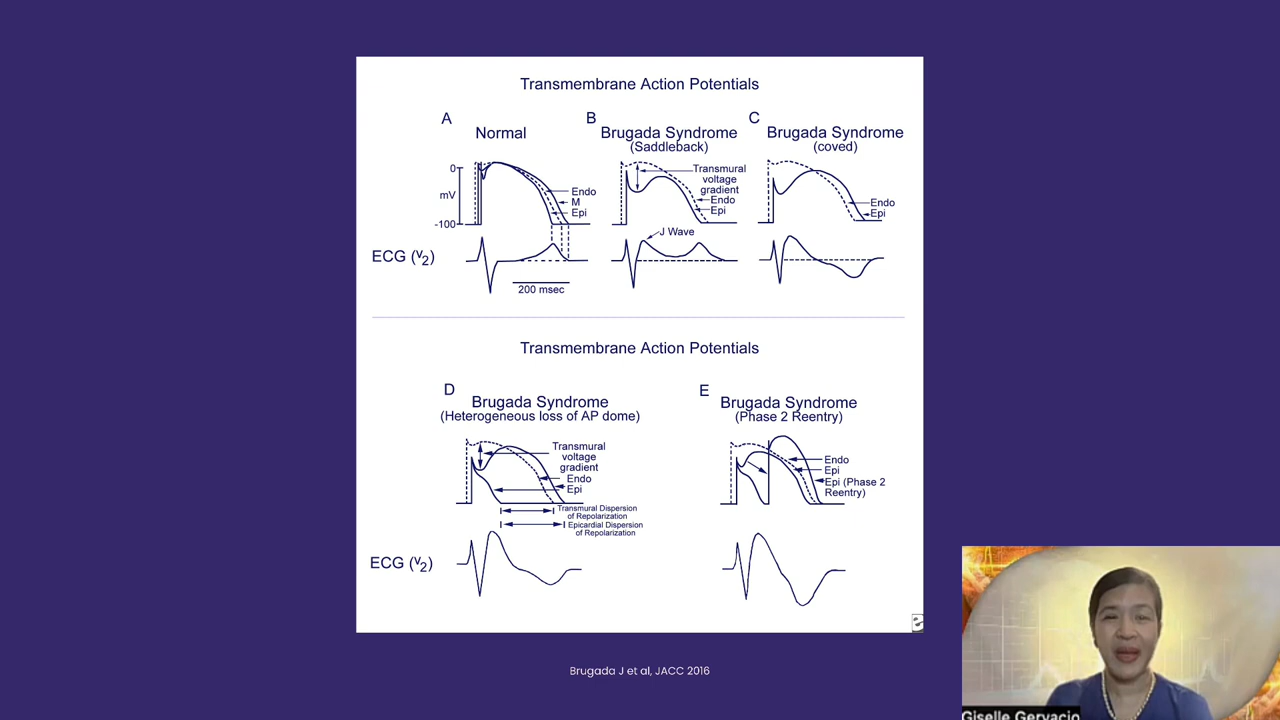 Transmembrane Action Potentials
A
Normal
0
mV
-100
Endo
M
Epi
B
Brugada Syndrome
(Saddleback)
Transmural
voltage
gradient
Endo
Epi
J Wave
C
Brugada Syndrome
(coved)
Endo
Epi
ECG (V2)
200 msec
Transmembrane Action Potentials
D
Brugada Syndrome
(Heterogeneous loss of AP dome)
Transmural
voltage
gradient
Endo
Epi
Transmural Dispersion
of Repolarization
Epicardial Dispersion
of Repolarization
E
Brugada Syndrome
(Phase 2 Reentry)
Endo
Epi
Epi (Phase 2
Reentry)
ECG (V2)
Brugada J et al, JACC 2016
Giselle Gervacio